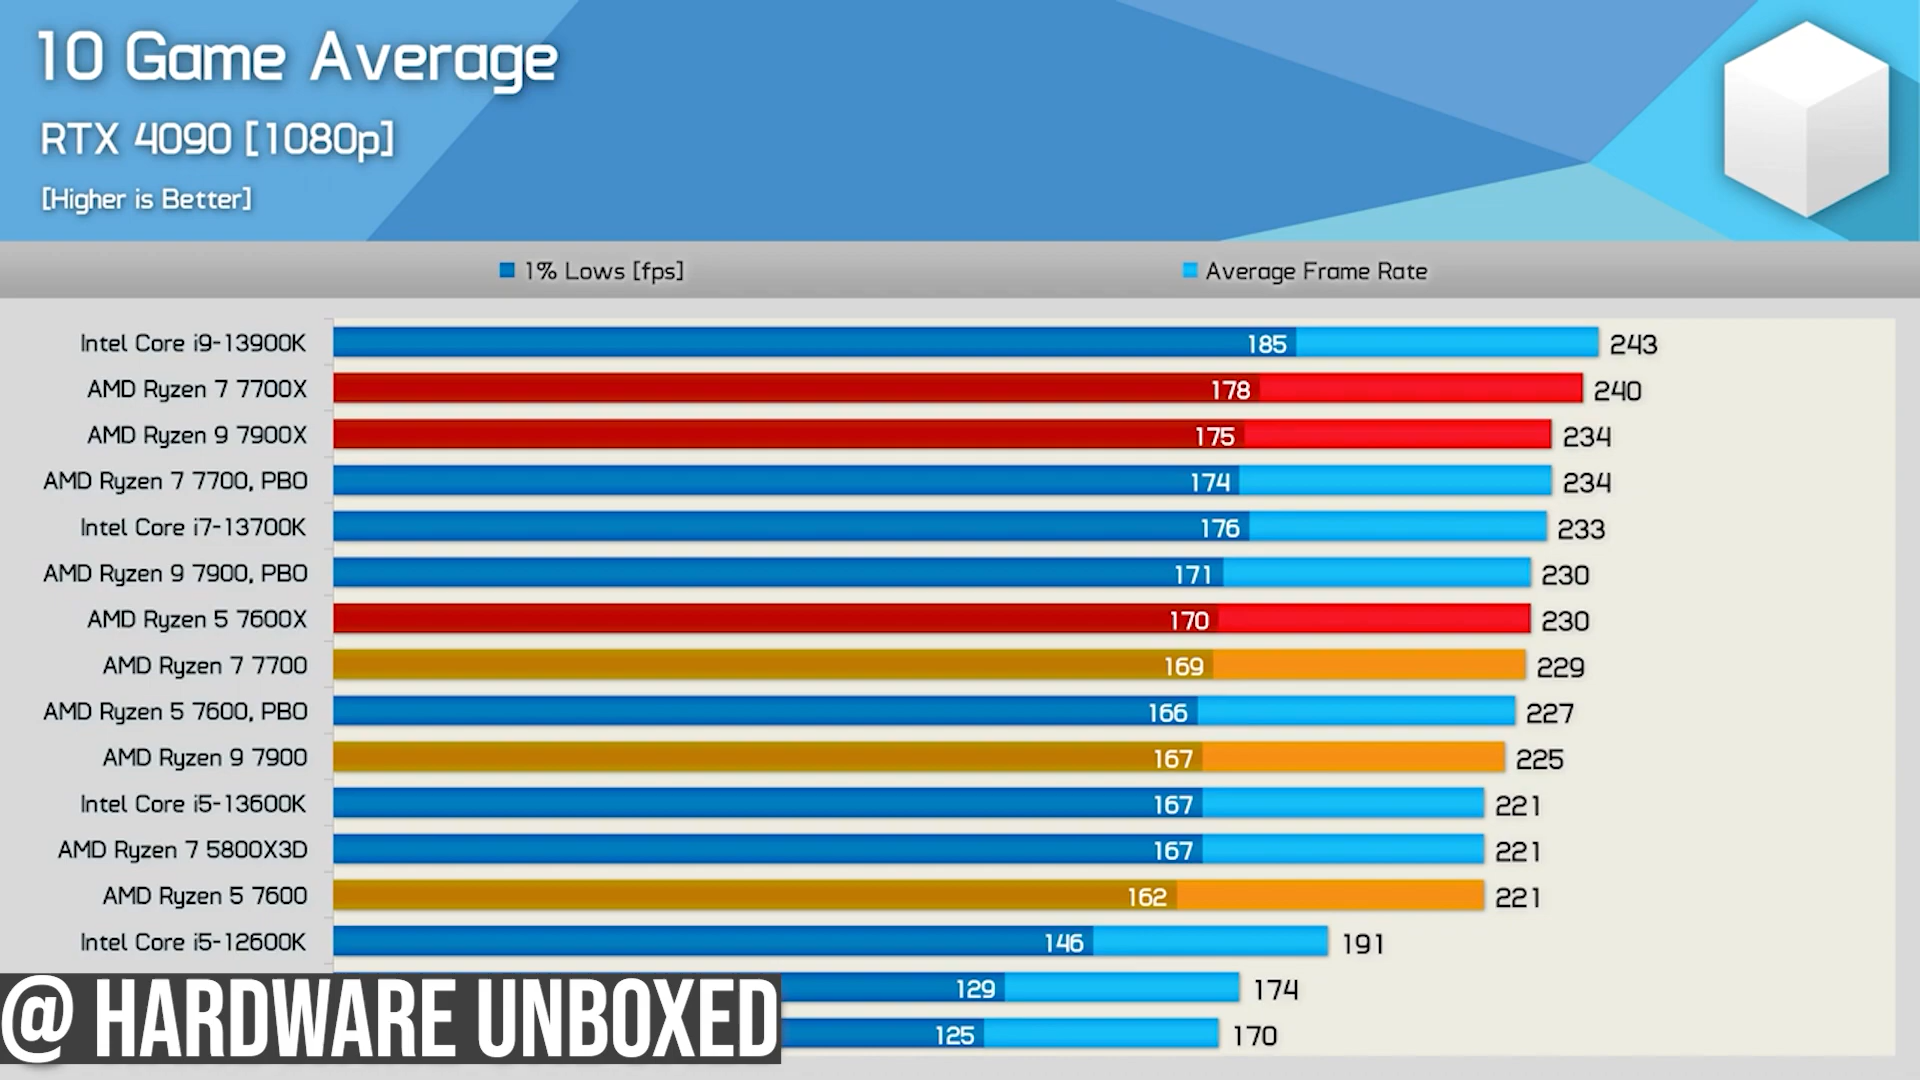 10 Game Average
RTX 4090 [1080p]
[Higher is Better]
1% Lows [fps] Average Frame Rate
Intel Core i9-13900K 185 243
AMD Ryzen 7 7700X 178 240
AMD Ryzen 9 7900X 175 234
AMD Ryzen 7 7700, PBO 174 234
Intel Core i7-13700K 176 233
AMD Ryzen 9 7900, PBO 171 230
AMD Ryzen 5 7600X 170 230
AMD Ryzen 7 7700 169 229
AMD Ryzen 5 7600, PBO 166 227
AMD Ryzen 9 7900 167 225
Intel Core i5-13600K 167 221
AMD Ryzen 7 5800X3D 167 221
AMD Ryzen 5 7600 162 221
Intel Core i5-12600K 146 191
129 174
125 170
@ HARDWARE UNBOXED